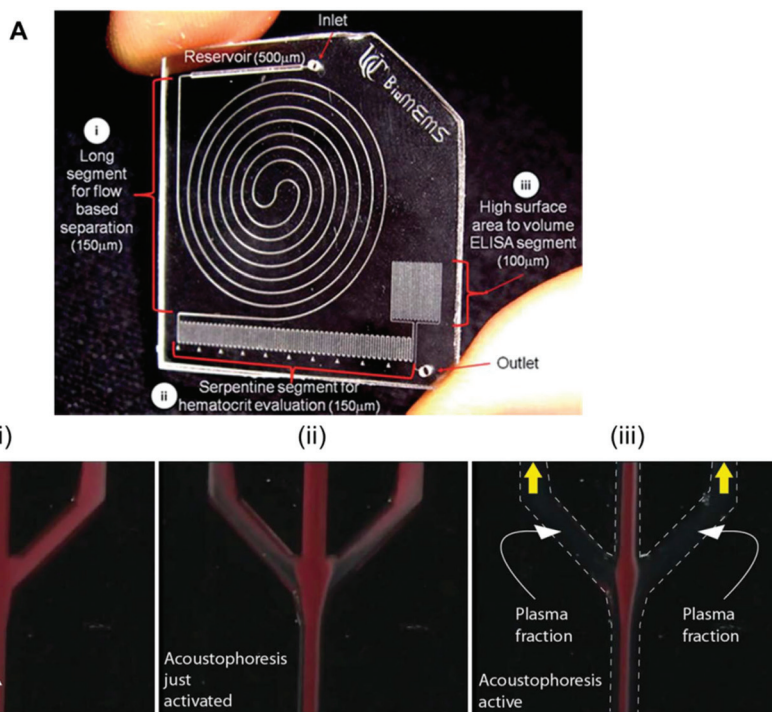 A
Inlet
Reservoir (500μm)
UC BioMEMS
i
Long
segment
for flow
based
separation
(150μm)
iii
High surface
area to volume
ELISA segment
(100μm)
Outlet
ii
Serpentine segment for
hematocrit evaluation (150μm)
i)
(ii)
(iii)
Acoustophoresis
just
activated
Plasma
fraction
Plasma
fraction
Acoustophoresis
active